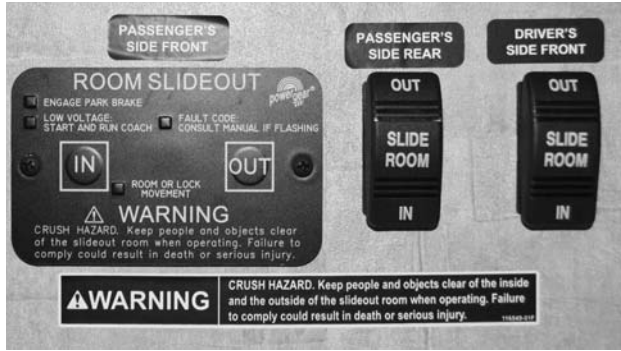 PASSENGER'S
SIDE FRONT
PASSENGER'S
SIDE REAR
DRIVER'S
SIDE FRONT
ROOM SLIDEOUT
powergear
ENGAGE PARK BRAKE
LOW VOLTAGE:
START AND RUN COACH
FAULT CODE:
CONSULT MANUAL IF FLASHING
IN
OUT
ROOM OR LOCK
MOVEMENT
WARNING
CRUSH HAZARD. Keep people and objects clear
of the slideout room when operating. Failure to
comply could result in death or serious injury.
OUT
SLIDE
ROOM
IN
OUT
SLIDE
ROOM
IN
WARNING
CRUSH HAZARD. Keep people and objects clear of the inside
and the outside of the slideout room when operating. Failure
to comply could result in death or serious injury.